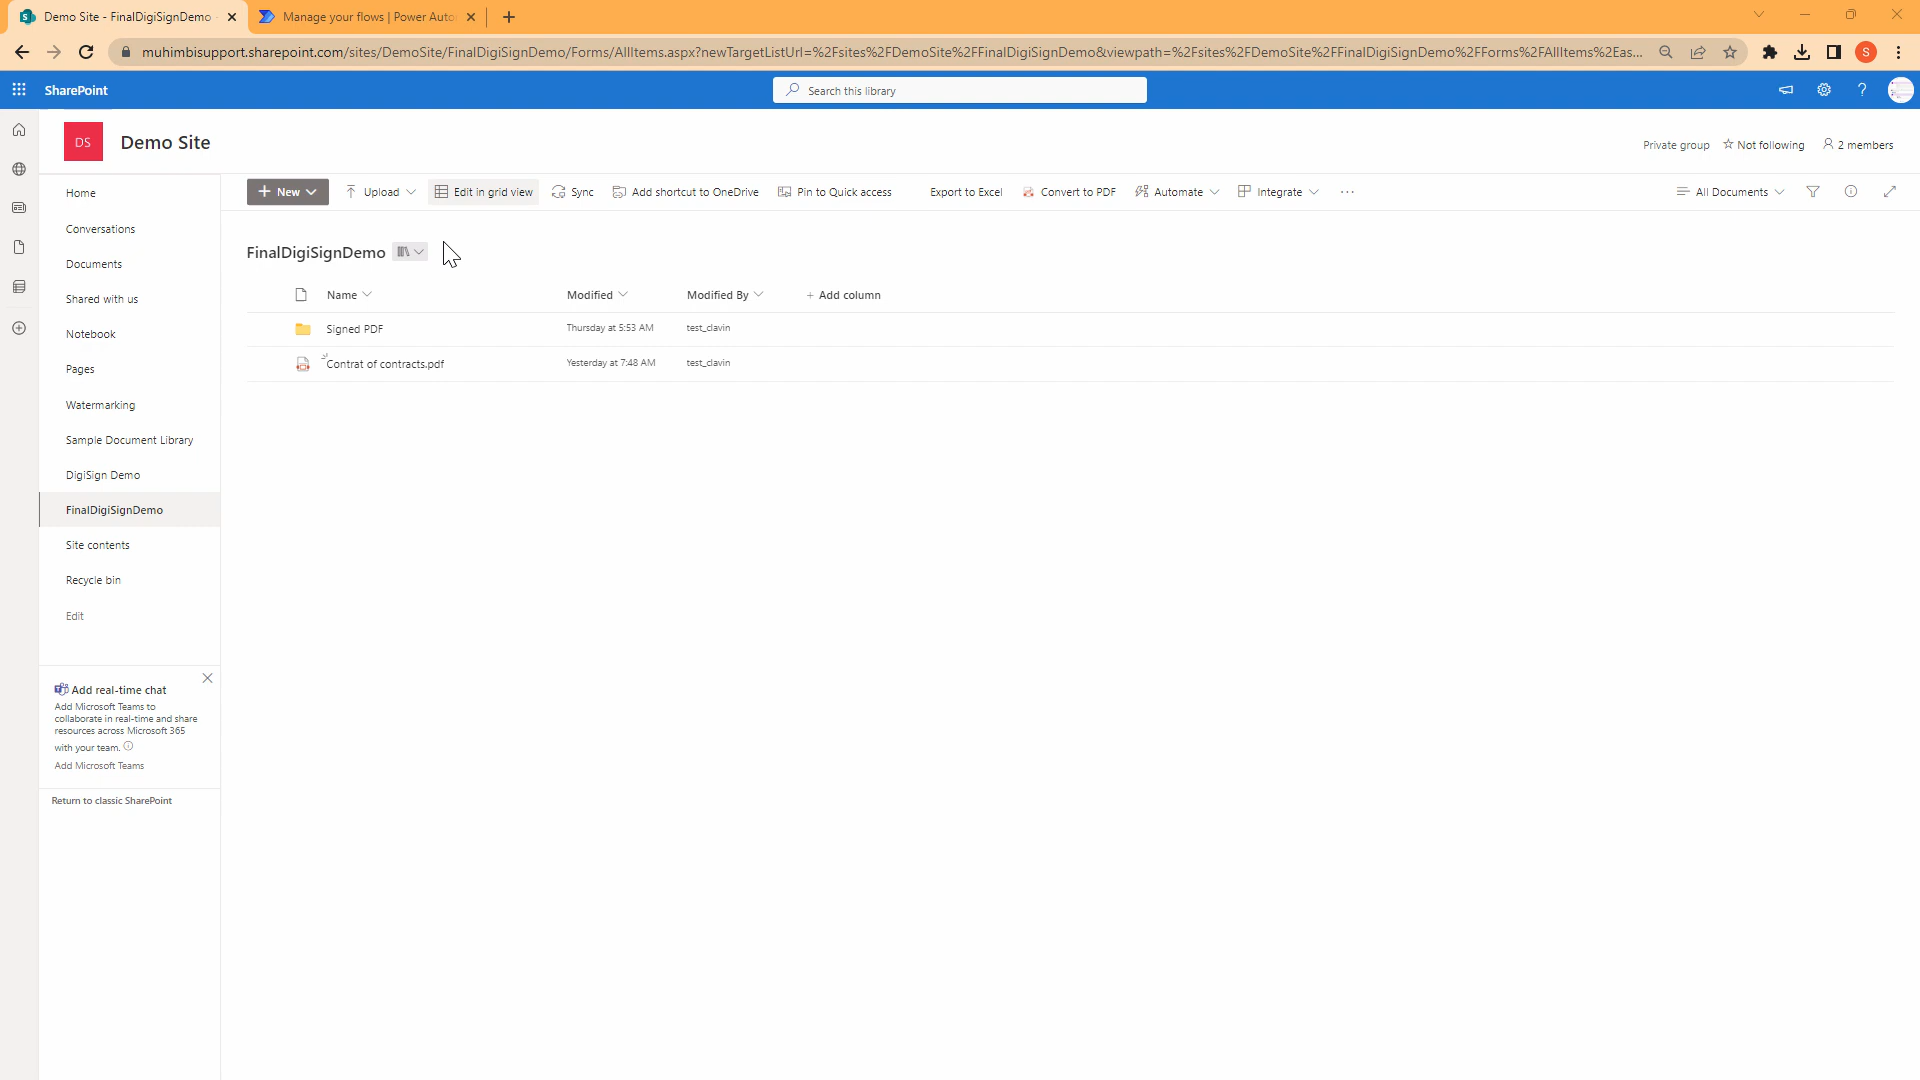 Demo Site - FinalDigiSignDemo -
Manage your flows | Power Auto
muhimbisupport.sharepoint.com/sites/DemoSite/FinalDigiSignDemo/Forms/AllItems.aspx?newTargetListUrl=%2Fsites%2FDemoSite%2FFinalDigiSignDemo&viewpath=%2Fsites%2FDemoSite%2FFinalDigiSignDemo%2FForms%2FAllItems%2Eas...
S
SharePoint
Search this library
?
DS
Demo Site
Private group
Not following
2 members
Home
Conversations
Documents
Shared with us
Notebook
Pages
Watermarking
Sample Document Library
DigiSign Demo
FinalDigiSignDemo
Site contents
Recycle bin
Edit
Add real-time chat
Add Microsoft Teams to
collaborate in real-time and share
resources across Microsoft 365
with your team.
Add Microsoft Teams
Return to classic SharePoint
+ New
Upload
Edit in grid view
Sync
Add shortcut to OneDrive
Pin to Quick access
Export to Excel
Convert to PDF
Automate
Integrate
...
All Documents
FinalDigiSignDemo
Name
Modified
Modified By
+ Add column
Signed PDF
Thursday at 5:53 AM
test_clavin
Contrat of contracts.pdf
Yesterday at 7:48 AM
test_clavin